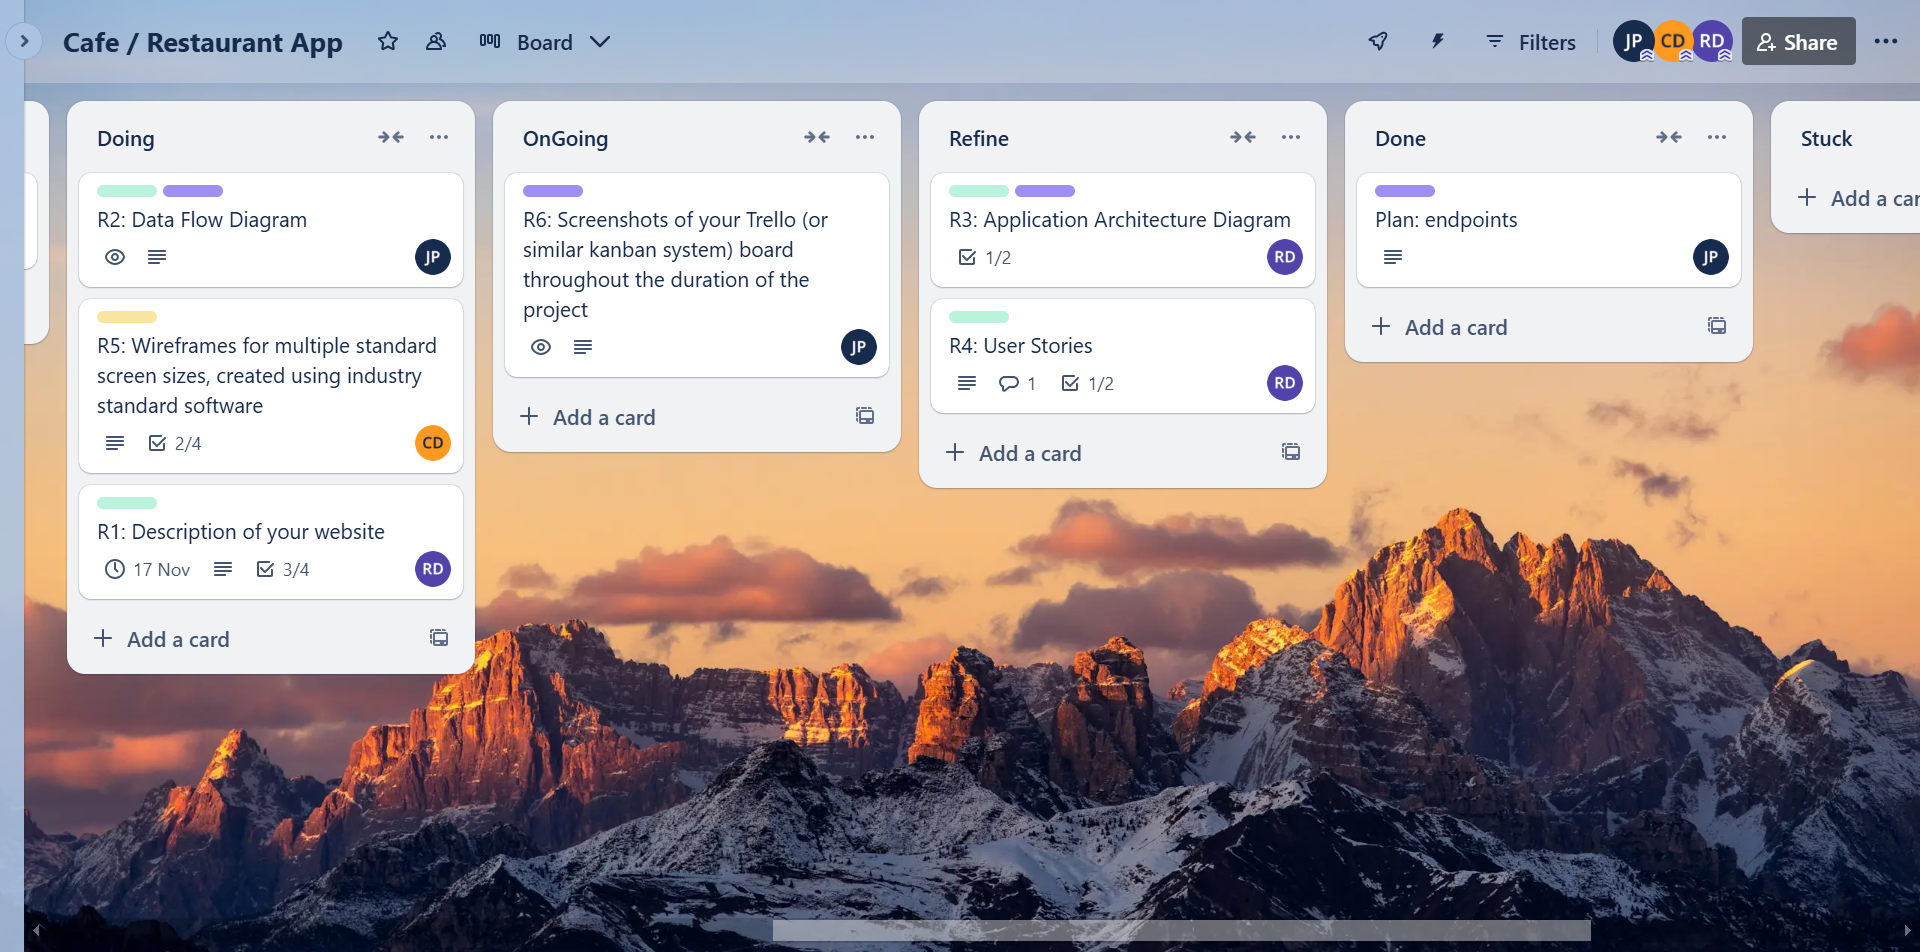 Cafe / Restaurant App
Board
Filters
JP
CD
RD
Share
Doing
R2: Data Flow Diagram
JP
R5: Wireframes for multiple standard
screen sizes, created using industry
standard software
2/4
CD
R1: Description of your website
17 Nov
3/4
RD
Add a card
OnGoing
R6: Screenshots of your Trello (or
similar kanban system) board
throughout the duration of the
project
JP
Add a card
Refine
R3: Application Architecture Diagram
1/2
RD
R4: User Stories
1
1/2
RD
Add a card
Done
Plan: endpoints
JP
Add a card
Stuck
Add a car